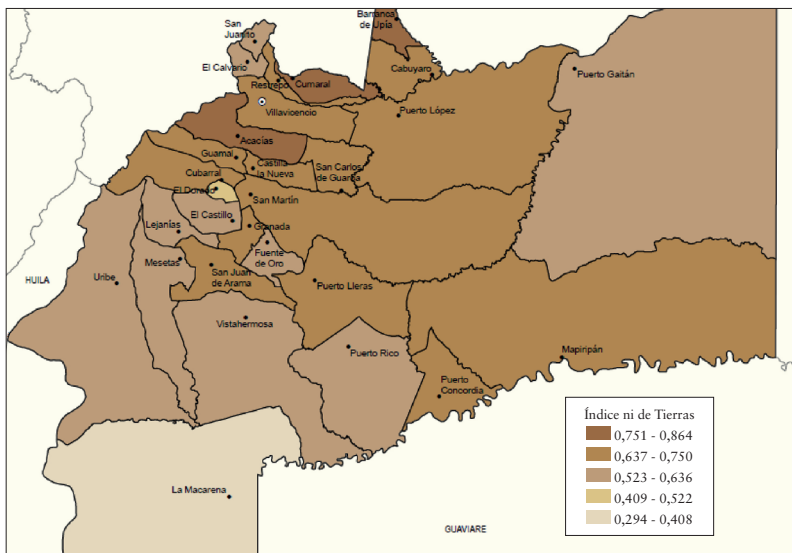 San
Juanito
Barranca
de Upía
El Calvario
Restrepo
Cumaral
Cabuyaro
Puerto Gaitán
Villavicencio
Puerto López
Acacías
Guamal
Castilla
la Nueva
San Carlos
de Guaroa
Cubarral
El Dorado
San Martín
El Castillo
Lejanías
Granada
Mesetas
Fuente
de Oro
HUILA
Uribe
San Juan
de Arama
Puerto Lleras
Vistahermosa
Puerto Rico
Mapiripán
Puerto
Concordia
La Macarena
GUAVIARE
Índice ni de Tierras
0,751 - 0,864
0,637 - 0,750
0,523 - 0,636
0,409 - 0,522
0,294 - 0,408